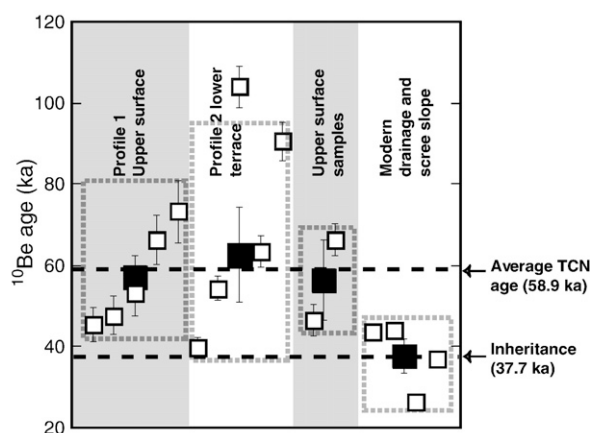 120
100
80
60
40
20
¹⁰Be age (ka)
Profile 1
Upper surface
Profile 2 lower
terrace
Upper surface
samples
Modern
drainage and
scree slope
Average TCN
age (58.9 ka)
Inheritance
(37.7 ka)